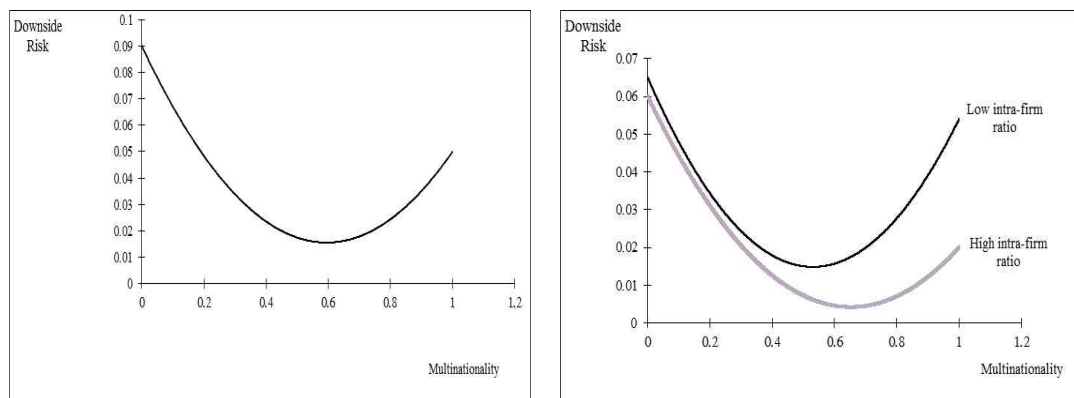 Downside
Risk
0.1
0.09
0.08
0.07
0.06
0.05
0.04
0.03
0.02
0.01
0
0 0.2 0.4 0.6 0.8 1 1.2
Multinationality
Downside
Risk
0.07
0.06
0.05
0.04
0.03
0.02
0.01
0
Low intra-firm
ratio
High intra-firm
ratio
0 0.2 0.4 0.6 0.8 1 1.2
Multinationality